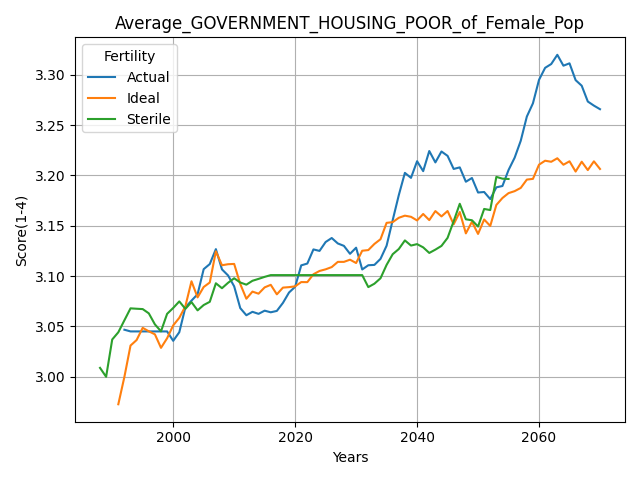 Average_GOVERNMENT_HOUSING_POOR_of_Female_Pop
Fertility
Actual
Ideal
Sterile
3.30
3.25
3.20
3.15
3.10
3.05
3.00
Score(1-4)
2000
2020
2040
2060
Years